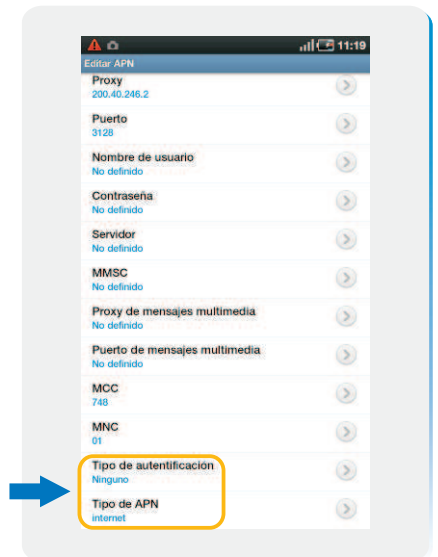 11:19
Editar APN
Proxy
200.40.246.2
Puerto
3128
Nombre de usuario
No definido
Contraseña
No definido
Servidor
No definido
MMSC
No definido
Proxy de mensajes multimedia
No definido
Puerto de mensajes multimedia
No definido
MCC
748
MNC
01
Tipo de autentificación
Ninguno
Tipo de APN
internet